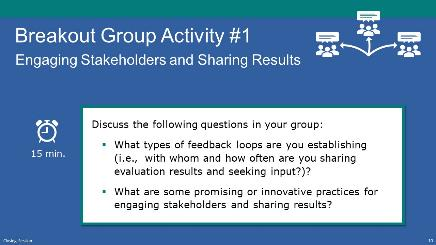 Breakout Group Activity #1
Engaging Stakeholders and Sharing Results
15 min.
Discuss the following questions in your group:
▪ What types of feedback loops are you establishing
(i.e., with whom and how often are you sharing
evaluation results and seeking input?)?
▪ What are some promising or innovative practices for
engaging stakeholders and sharing results?
Closing Session